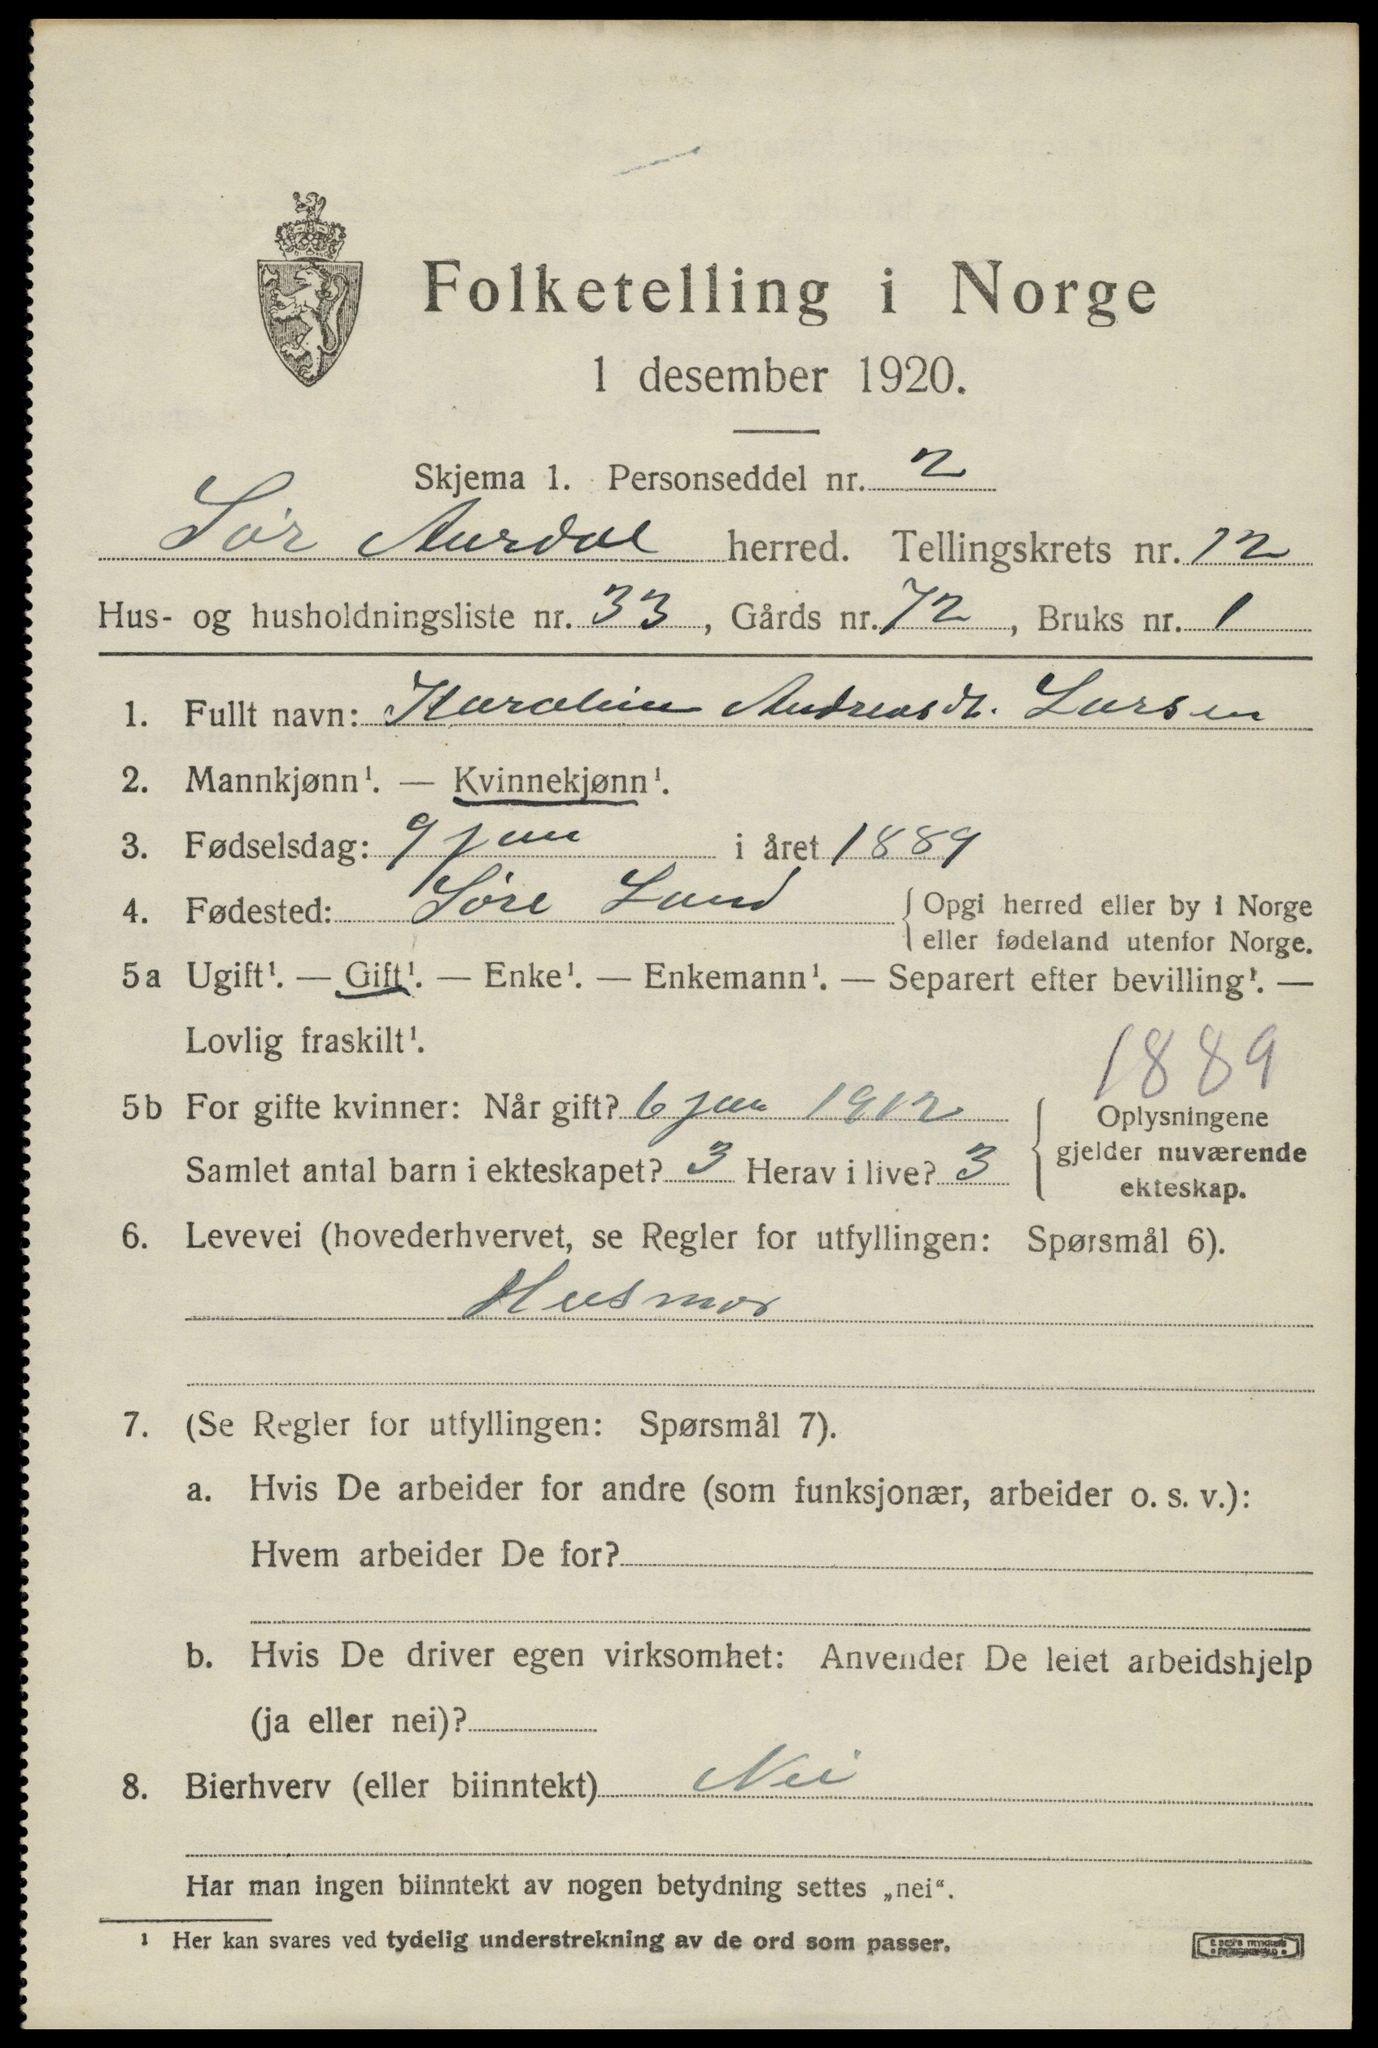 Folketelling i Norge
1 desember 1920.
Skjema 1. Personseddel nr. 2
Sør Aurdal herred. Tellingskrets nr. 12
Hus- og husholdningsliste nr. 33, Gårds nr. 72, Bruks nr. 1
1. Fullt navn: Karoline Andreasdt. Larsen
2. Mannkjønn¹. — Kvinnekjønn¹.
3. Fødselsdag: 9 jan i året 1889
4. Fødested: Søre Land { Opgi herred eller by i Norge
eller fødeland utenfor Norge.
5a Ugift¹. — Gift¹. — Enke¹. — Enkemann¹. — Separert efter bevilling¹. —
Lovlig fraskilt¹.
1889
5b For gifte kvinner: Når gift? 6 jan 1912
Samlet antal barn i ekteskapet? 3 Herav i live? 3
{ Oplysningene
gjelder nuværende
ekteskap.
6. Levevei (hovederhvervet, se Regler for utfyllingen: Spørsmål 6).
Husmor
7. (Se Regler for utfyllingen: Spørsmål 7).
a. Hvis De arbeider for andre (som funksjonær, arbeider o. s. v.):
Hvem arbeider De for?
b. Hvis De driver egen virksomhet: Anvender De leiet arbeidshjelp
(ja eller nei)?
8. Bierhverv (eller biinntekt) Nei
Har man ingen biinntekt av nogen betydning settes „nei“.
¹ Her kan svares ved tydelig understrekning av de ord som passer.